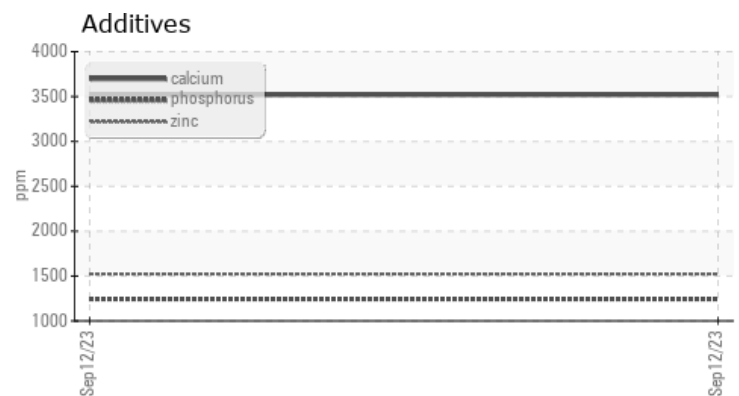 Additives
4000
3500
3000
2500
2000
1500
1000
ppm
calcium
phosphorus
zinc
Sep12/23
Sep12/23